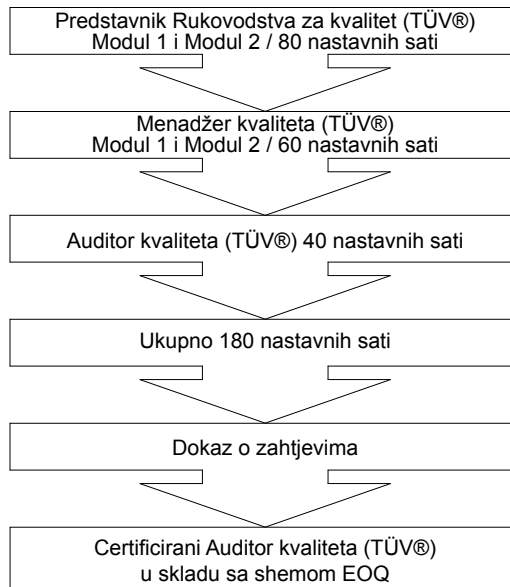 Predstavnik Rukovodstva za kvalitet (TÜV®)
Modul 1 i Modul 2 / 80 nastavnih sati
Menadžer kvaliteta (TÜV®)
Modul 1 i Modul 2 / 60 nastavnih sati
Auditor kvaliteta (TÜV®) 40 nastavnih sati
Ukupno 180 nastavnih sati
Dokaz o zahtjevima
Certificirani Auditor kvaliteta (TÜV®)
u skladu sa shemom EOQ